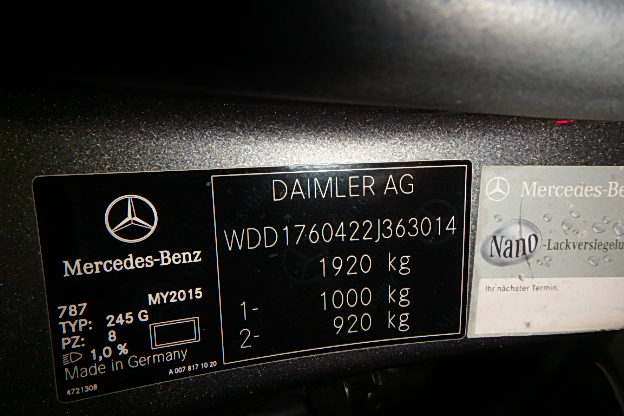 DAIMLER AG
WDD1760422J363014
1920 kg
1- 1000 kg
2- 920 kg
Mercedes-Benz
787 MY2015
TYP: 245 G
PZ: 8
1,0 %
Made in Germany
4721308 A 007 817 10 20
Mercedes-Be
Nano -Lackversiegelu
Ihr nächster Termin: